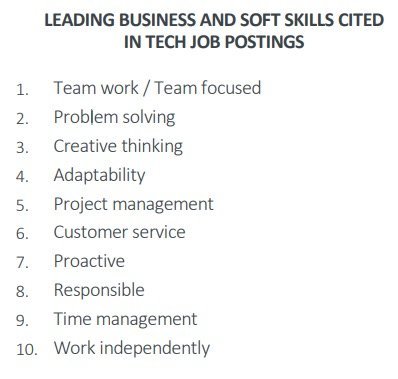 LEADING BUSINESS AND SOFT SKILLS CITED
IN TECH JOB POSTINGS
1. Team work / Team focused
2. Problem solving
3. Creative thinking
4. Adaptability
5. Project management
6. Customer service
7. Proactive
8. Responsible
9. Time management
10. Work independently